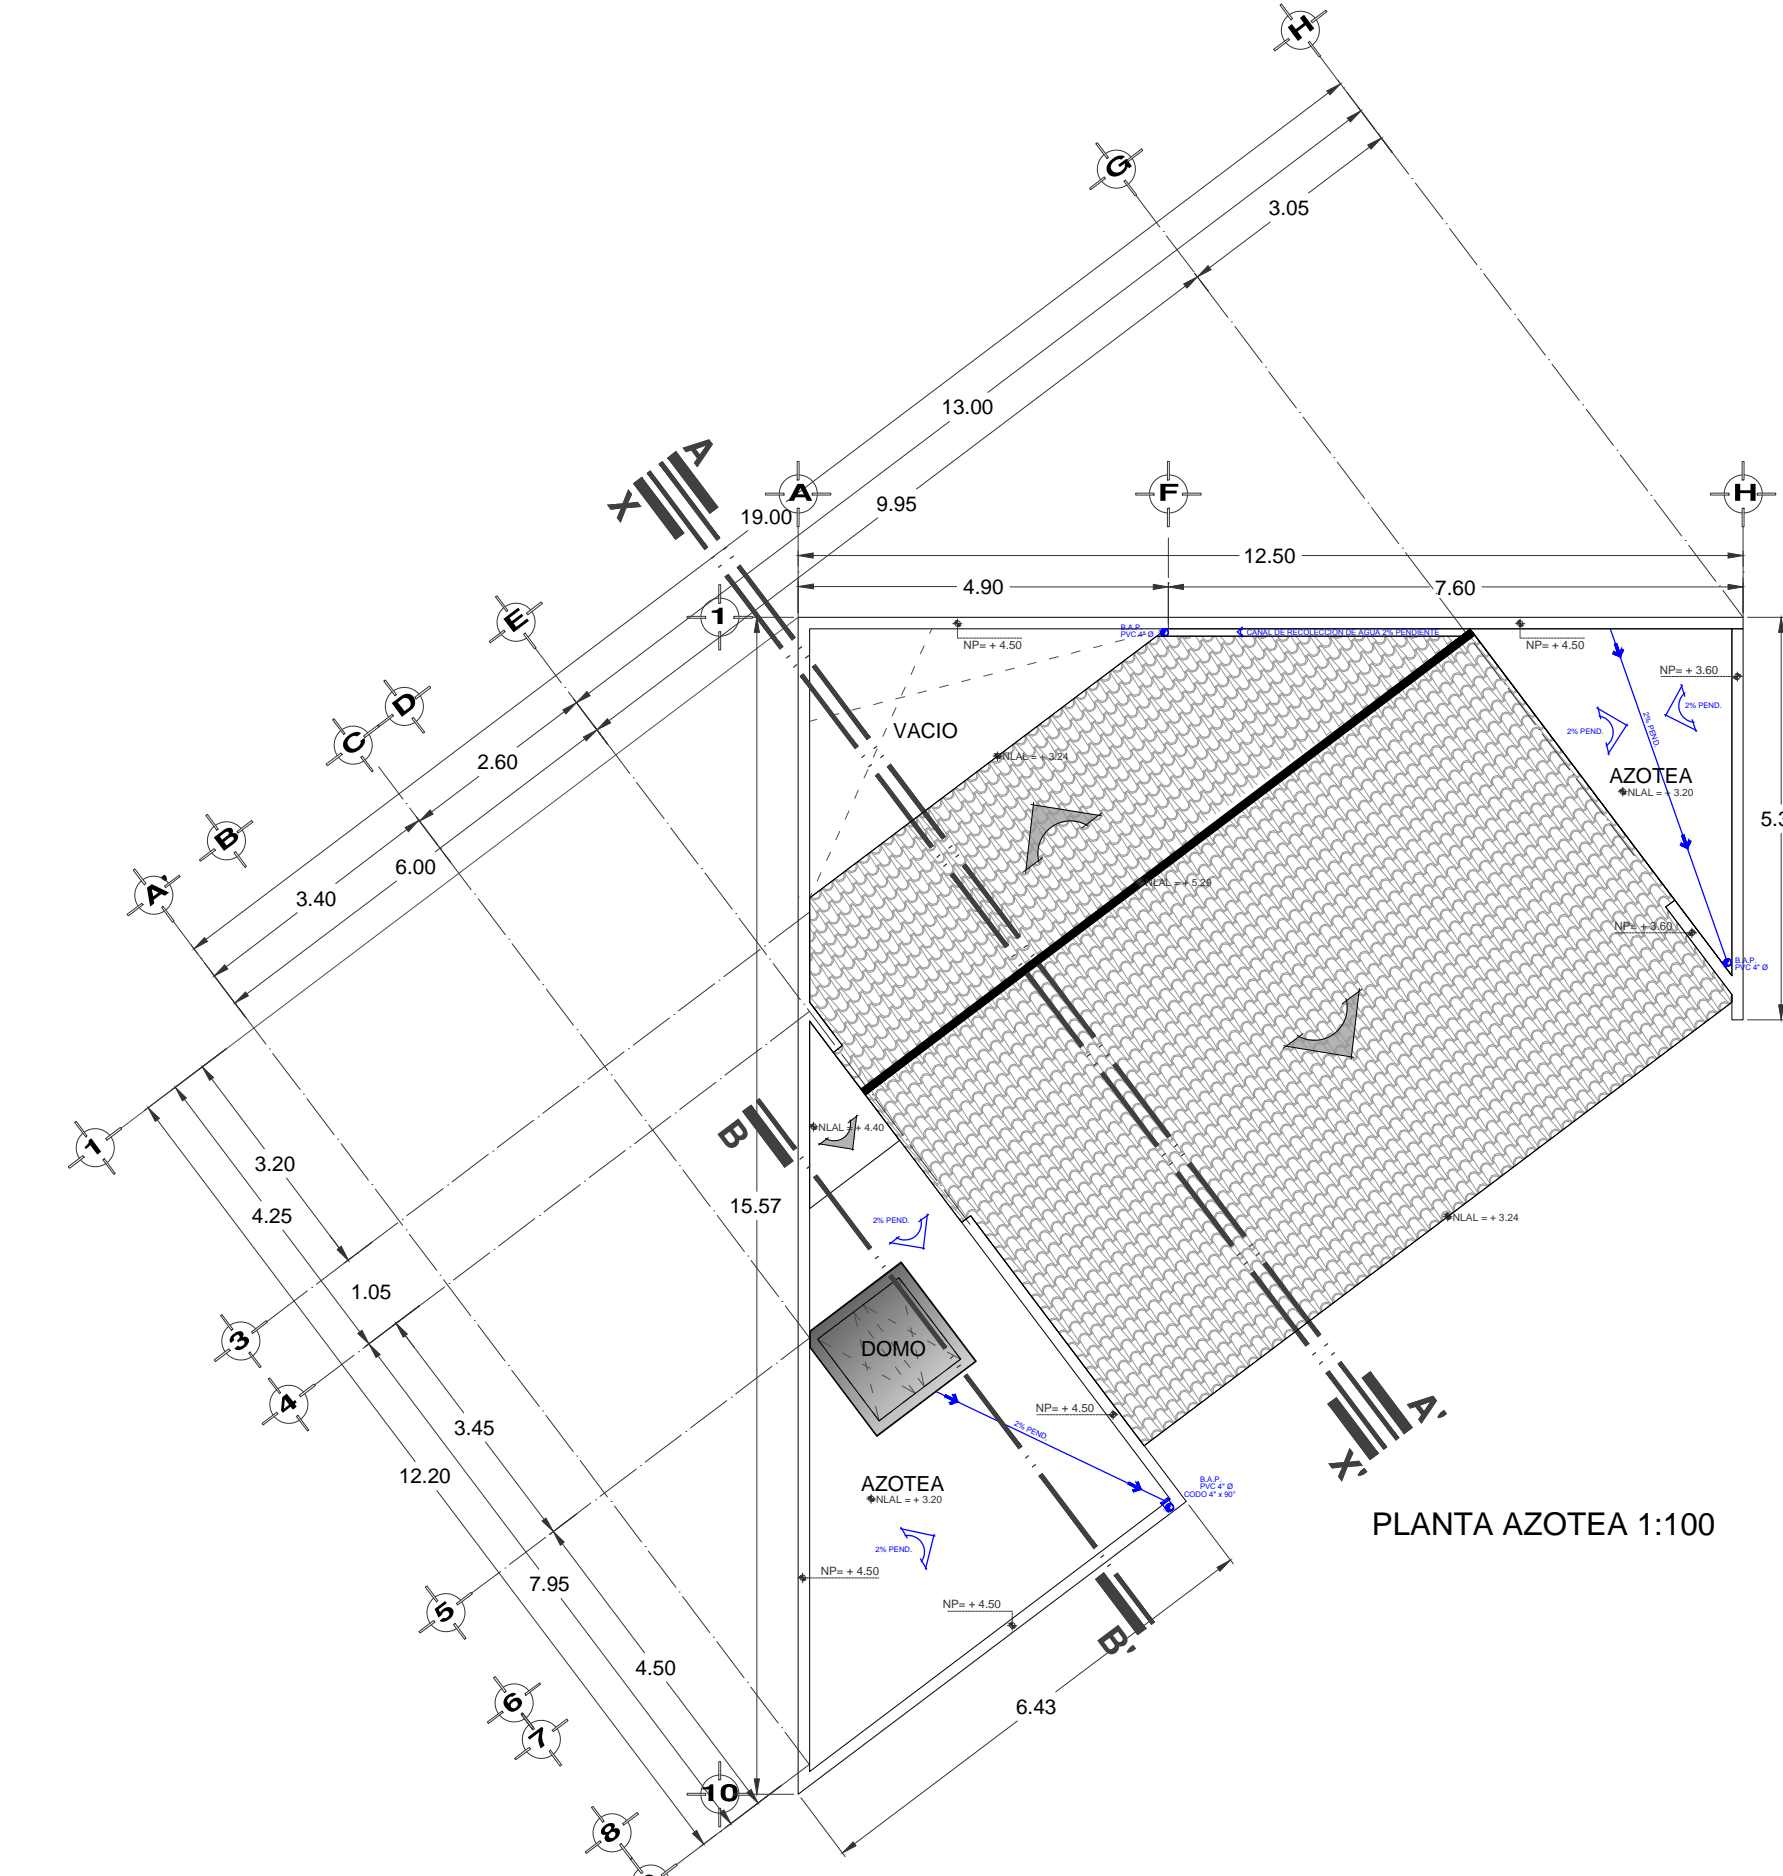 H
G
3.05
13.00
A
X
A
F
H
19.00
9.95
12.50
4.90
7.60
E
1
B.A.P.
PVC 4" Ø
CANAL DE RECOLECCION DE AGUA 2% PENDIENTE
NP= + 4.50
NP= + 4.50
NP= + 3.60
D
C
2% PEND.
2% PEND.
2% PEND.
VACIO
NLAL = + 3.24
2.60
AZOTEA
NLAL = + 3.20
B
6.00
A'
3.40
NLAL = + 5.29
NP= + 3.60
B.A.P.
PVC 4" Ø
1
B
NLAL = + 4.40
3.20
4.25
15.57
2% PEND.
NLAL = + 3.24
1.05
3
DOMO
4
NP= + 4.50
A'
X'
3.45
2% PEND.
12.20
AZOTEA
NLAL = + 3.20
B.A.P.
PVC 4" Ø
CODO 4" x 90°
PLANTA AZOTEA 1:100
2% PEND.
NP= + 4.50
7.95
NP= + 4.50
5
B'
4.50
6
7
6.43
10
8